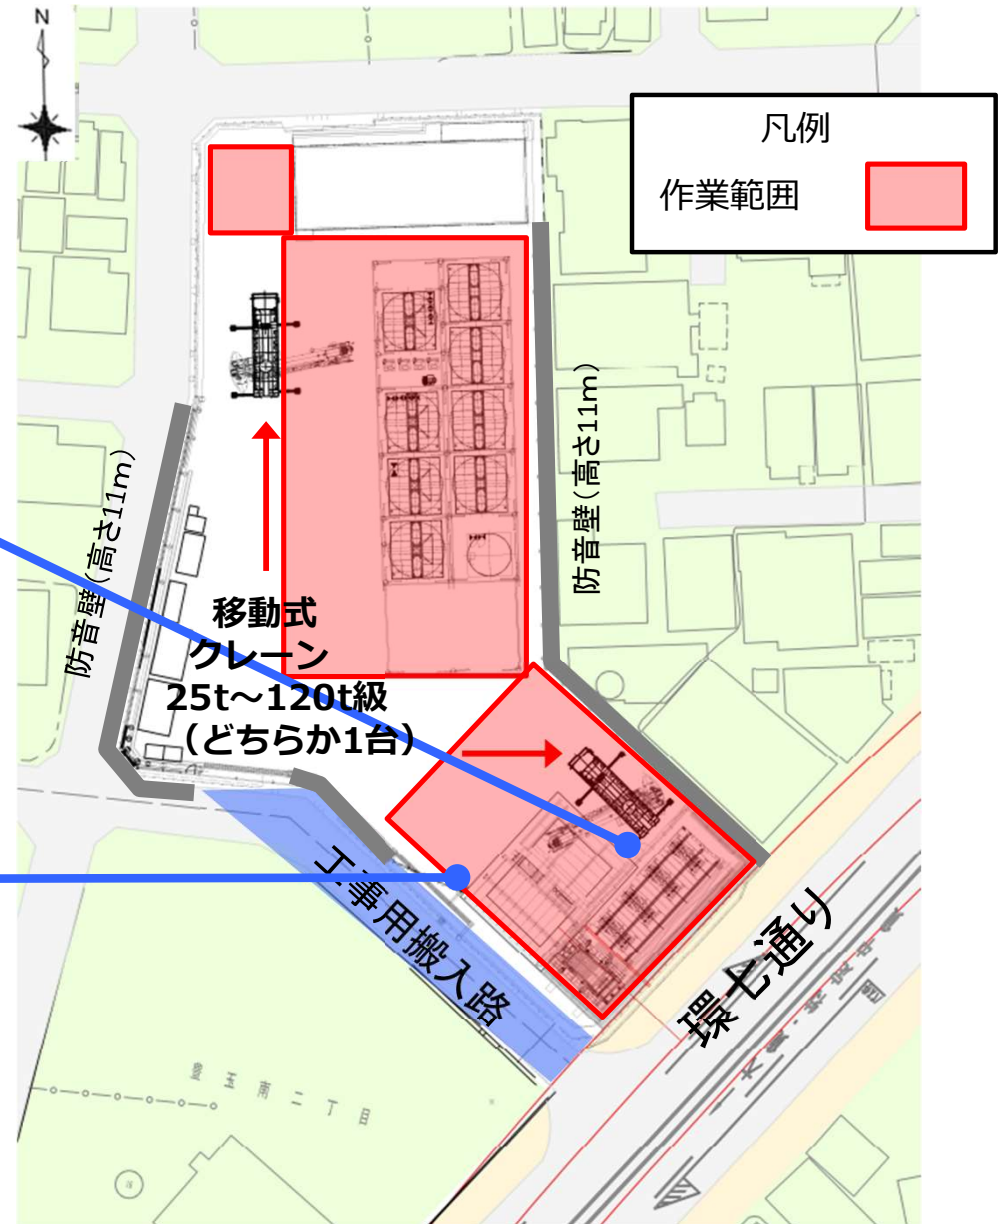 N
凡例
作業範囲
防音壁(高さ11m)
防音壁(高さ11m)
移動式
クレーン
25t～120t級
（どちらか1台）
工事用搬入路
環七通り